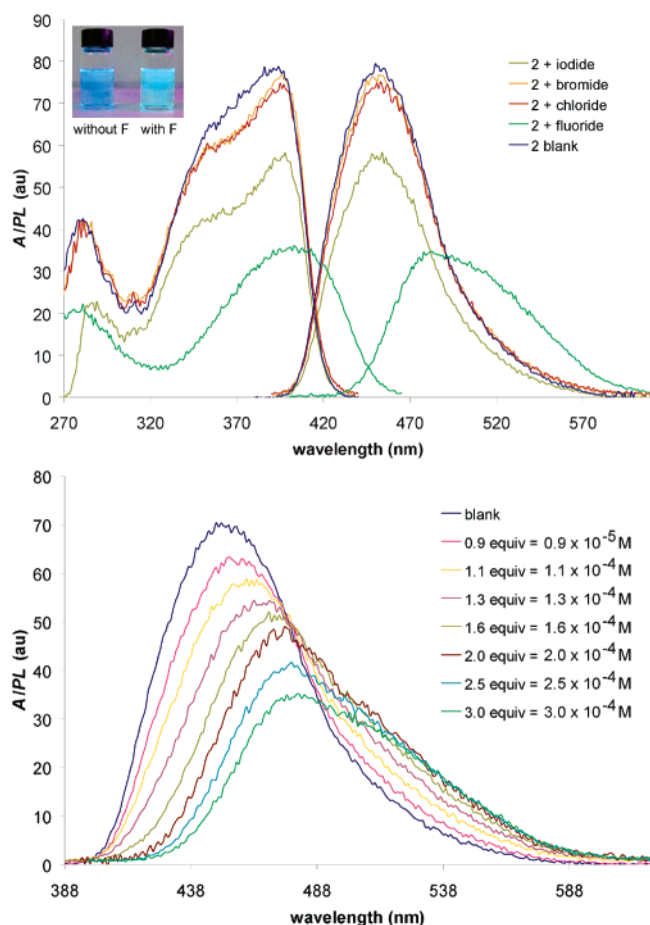 90
80
70
60
50
40
30
20
10
0
A/PL (au)
without F with F
2 + iodide
2 + bromide
2 + chloride
2 + fluoride
2 blank
270 320 370 420 470 520 570
wavelength (nm)
80
70
60
50
40
30
20
10
0
A/PL (au)
blank
0.9 equiv = 0.9 x 10⁻⁵ M
1.1 equiv = 1.1 x 10⁻⁴ M
1.3 equiv = 1.3 x 10⁻⁴ M
1.6 equiv = 1.6 x 10⁻⁴ M
2.0 equiv = 2.0 x 10⁻⁴ M
2.5 equiv = 2.5 x 10⁻⁴ M
3.0 equiv = 3.0 x 10⁻⁴ M
388 438 488 538 588
wavelength (nm)